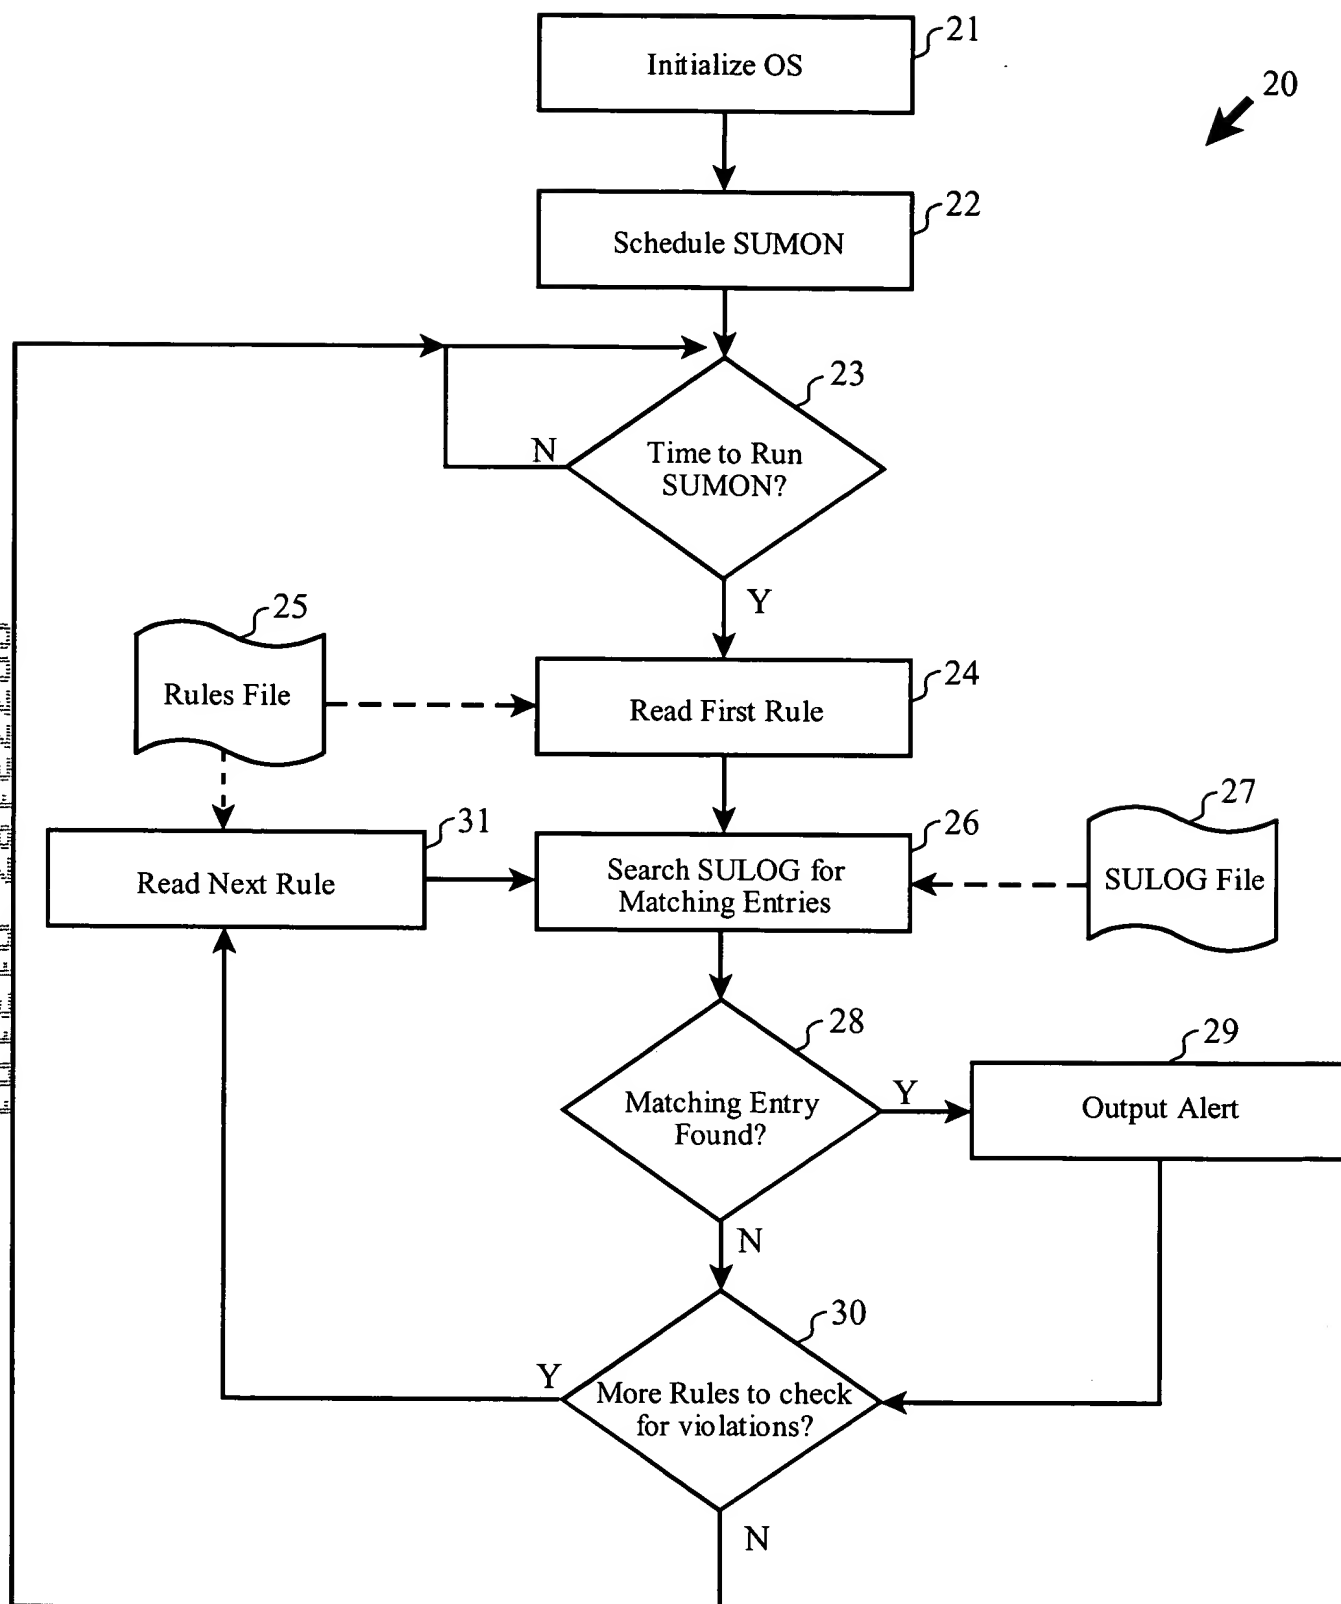 21
Initialize OS
20
22
Schedule SUMON
23
Time to Run
SUMON?
N
Y
25
Rules File
24
Read First Rule
27
SULOG File
31
Read Next Rule
26
Search SULOG for
Matching Entries
28
Matching Entry
Found?
Y
29
Output Alert
N
30
More Rules to check
for violations?
Y
N